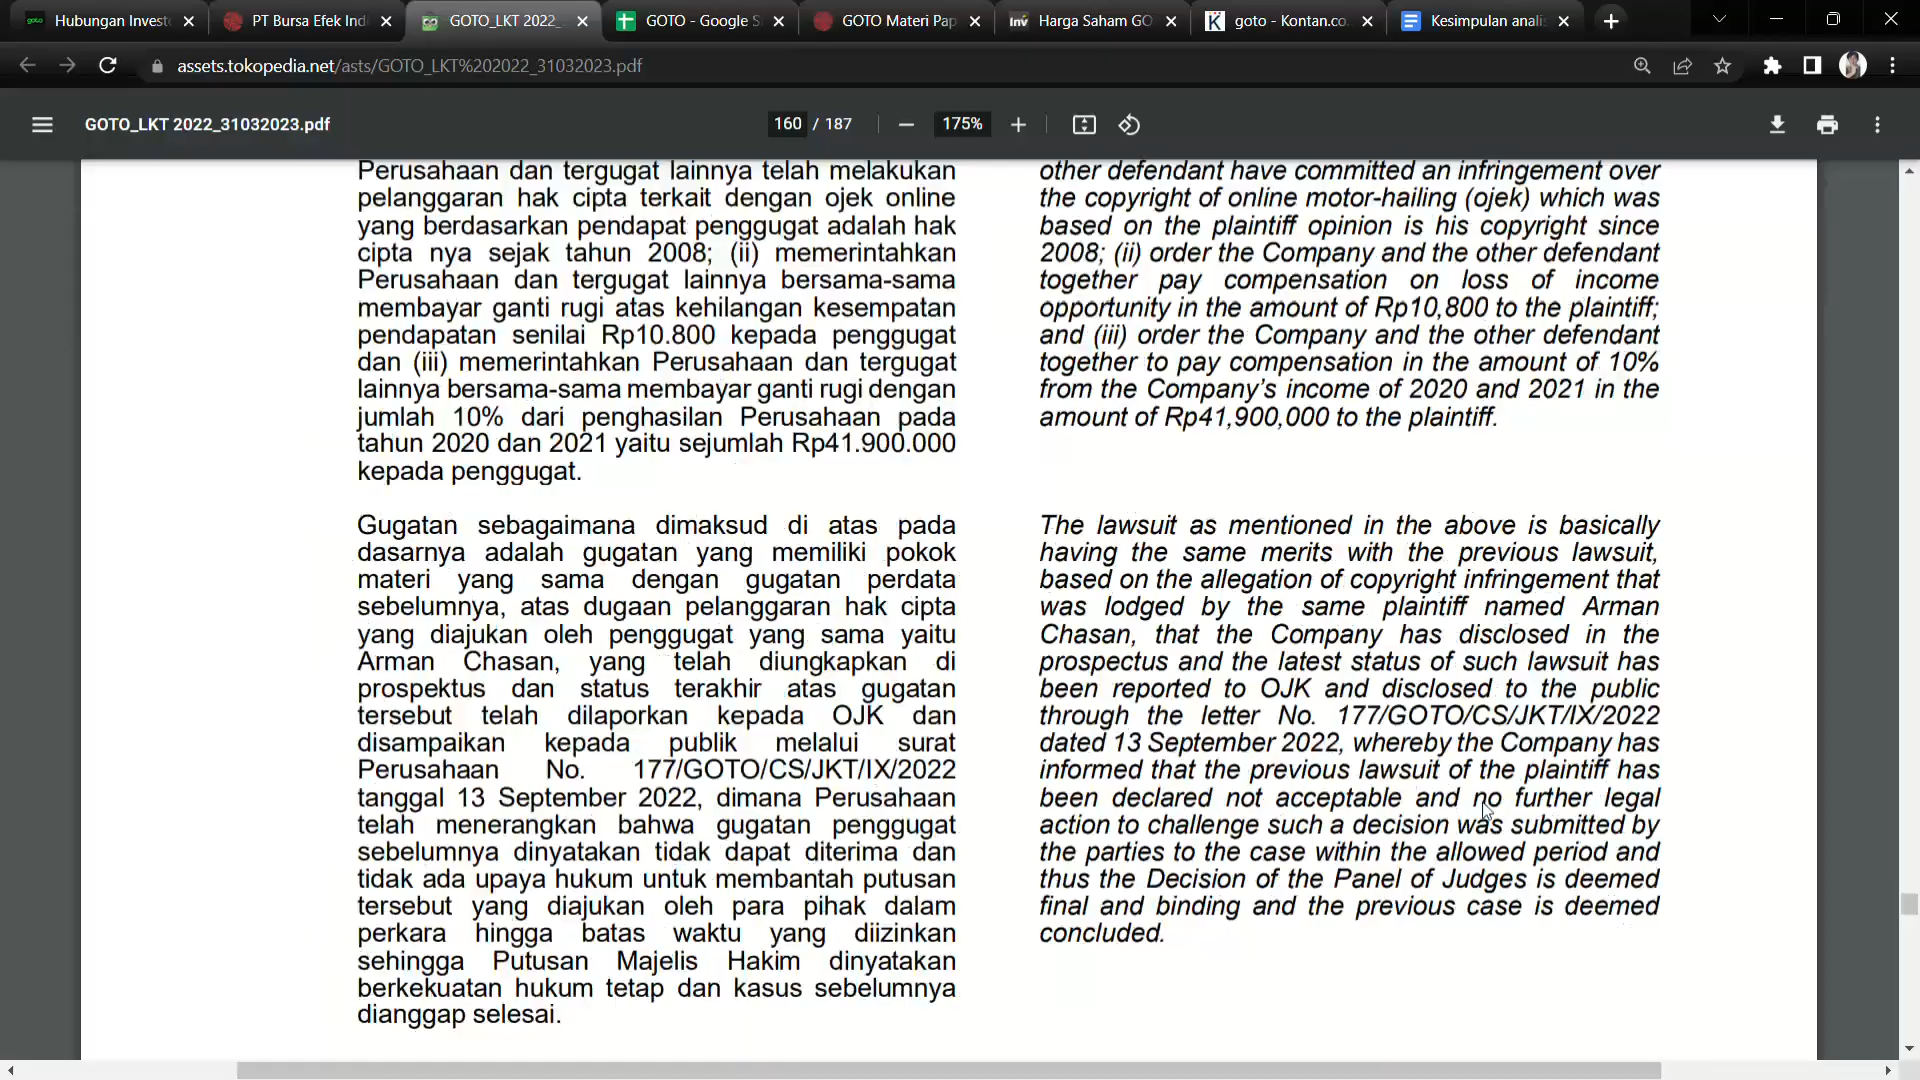 Hubungan Invest
PT Bursa Efek Ind
GOTO_LKT 2022_
GOTO - Google S
GOTO Materi Pap
Harga Saham GO
goto - Kontan.co.
Kesimpulan anali
assets.tokopedia.net/asts/GOTO_LKT%202022_31032023.pdf
GOTO_LKT 2022_31032023.pdf
160 / 187
175%
Perusahaan dan tergugat lainnya telah melakukan
pelanggaran hak cipta terkait dengan ojek online
yang berdasarkan pendapat penggugat adalah hak
cipta nya sejak tahun 2008; (ii) memerintahkan
Perusahaan dan tergugat lainnya bersama-sama
membayar ganti rugi atas kehilangan kesempatan
pendapatan senilai Rp10.800 kepada penggugat
dan (iii) memerintahkan Perusahaan dan tergugat
lainnya bersama-sama membayar ganti rugi dengan
jumlah 10% dari penghasilan Perusahaan pada
tahun 2020 dan 2021 yaitu sejumlah Rp41.900.000
kepada penggugat.
Gugatan sebagaimana dimaksud di atas pada
dasarnya adalah gugatan yang memiliki pokok
materi yang sama dengan gugatan perdata
sebelumnya, atas dugaan pelanggaran hak cipta
yang diajukan oleh penggugat yang sama yaitu
Arman Chasan, yang telah diungkapkan di
prospektus dan status terakhir atas gugatan
tersebut telah dilaporkan kepada OJK dan
disampaikan kepada publik melalui surat
Perusahaan No. 177/GOTO/CS/JKT/IX/2022
tanggal 13 September 2022, dimana Perusahaan
telah menerangkan bahwa gugatan penggugat
sebelumnya dinyatakan tidak dapat diterima dan
tidak ada upaya hukum untuk membantah putusan
tersebut yang diajukan oleh para pihak dalam
perkara hingga batas waktu yang diizinkan
sehingga Putusan Majelis Hakim dinyatakan
berkekuatan hukum tetap dan kasus sebelumnya
dianggap selesai.
other defendant have committed an infringement over
the copyright of online motor-hailing (ojek) which was
based on the plaintiff opinion is his copyright since
2008; (ii) order the Company and the other defendant
together pay compensation on loss of income
opportunity in the amount of Rp10,800 to the plaintiff;
and (iii) order the Company and the other defendant
together to pay compensation in the amount of 10%
from the Company's income of 2020 and 2021 in the
amount of Rp41,900,000 to the plaintiff.
The lawsuit as mentioned in the above is basically
having the same merits with the previous lawsuit,
based on the allegation of copyright infringement that
was lodged by the same plaintiff named Arman
Chasan, that the Company has disclosed in the
prospectus and the latest status of such lawsuit has
been reported to OJK and disclosed to the public
through the letter No. 177/GOTO/CS/JKT/IX/2022
dated 13 September 2022, whereby the Company has
informed that the previous lawsuit of the plaintiff has
been declared not acceptable and no further legal
action to challenge such a decision was submitted by
the parties to the case within the allowed period and
thus the Decision of the Panel of Judges is deemed
final and binding and the previous case is deemed
concluded.